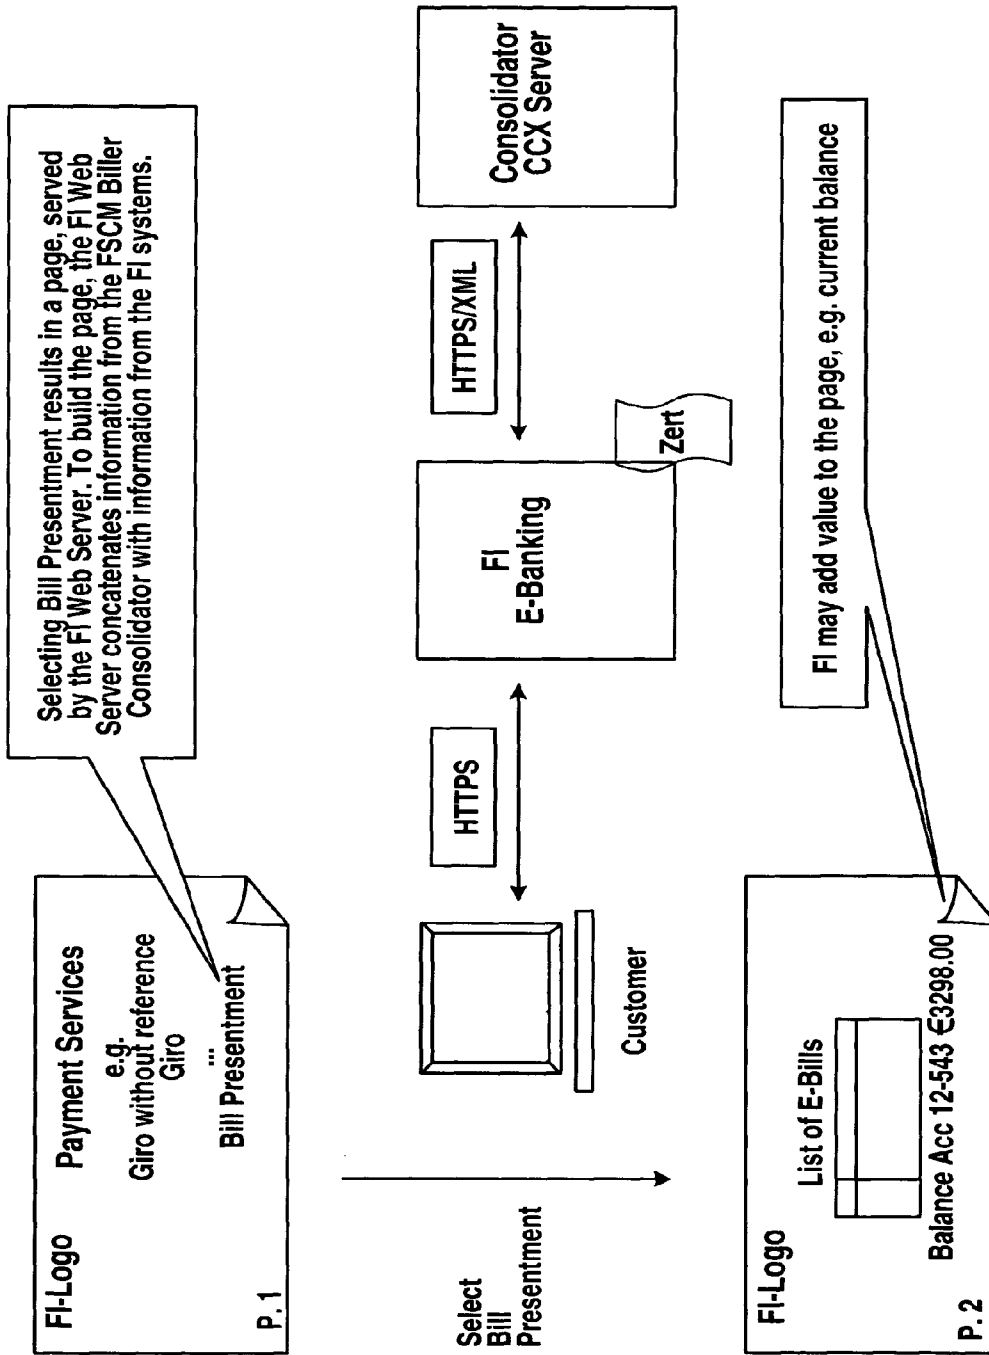 FI-Logo
Payment Services
e.g.
Giro without reference
Giro
...
Bill Presentment
P. 1
Selecting Bill Presentment results in a page, served
by the FI Web Server. To build the page, the FI Web
Server concatenates information from the FSCM Biller
Consolidator with information from the FI systems.
Select
Bill
Presentment
Customer
HTTPS
FI
E-Banking
Zert
HTTPS/XML
Consolidator
CCX Server
FI-Logo
List of E-Bills
Balance Acc 12-543 €3298.00
P. 2
FI may add value to the page, e.g. current balance